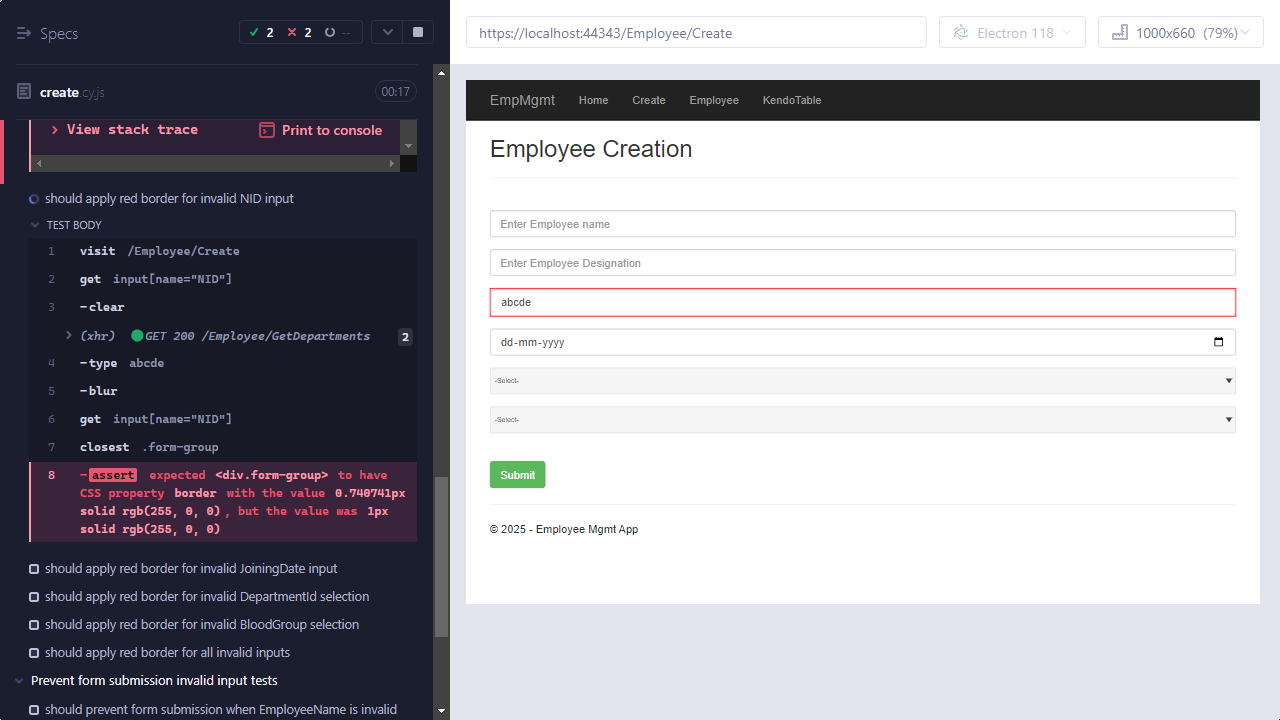 Specs
2
2
--
create.cy.js
00:17
View stack trace
Print to console
should apply red border for invalid NID input
TEST BODY
1 visit /Employee/Create
2 get input[name="NID"]
3 -clear
(xhr) GET 200 /Employee/GetDepartments 2
4 -type abcde
5 -blur
6 get input[name="NID"]
7 closest .form-group
8 -assert expected <div.form-group> to have
CSS property border with the value 0.740741px
solid rgb(255, 0, 0), but the value was 1px
solid rgb(255, 0, 0)
should apply red border for invalid JoiningDate input
should apply red border for invalid DepartmentId selection
should apply red border for invalid BloodGroup selection
should apply red border for all invalid inputs
Prevent form submission invalid input tests
should prevent form submission when EmployeeName is invalid
https://localhost:44343/Employee/Create
Electron 118
1000x660 (79%)
EmpMgmt Home Create Employee KendoTable
Employee Creation
Enter Employee name
Enter Employee Designation
abcde
dd-mm-yyyy
-Select-
-Select-
Submit
© 2025 - Employee Mgmt App